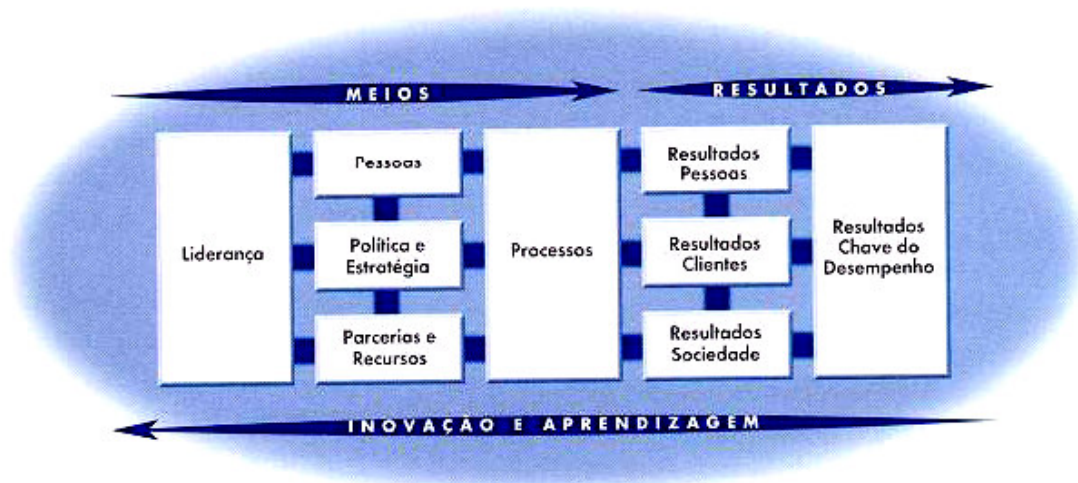 MEIOS
RESULTADOS
Liderança
Pessoas
Política e
Estratégia
Parcerias e
Recursos
Processos
Resultados
Pessoas
Resultados
Clientes
Resultados
Sociedade
Resultados
Chave do
Desempenho
INOVAÇÃO E APRENDIZAGEM